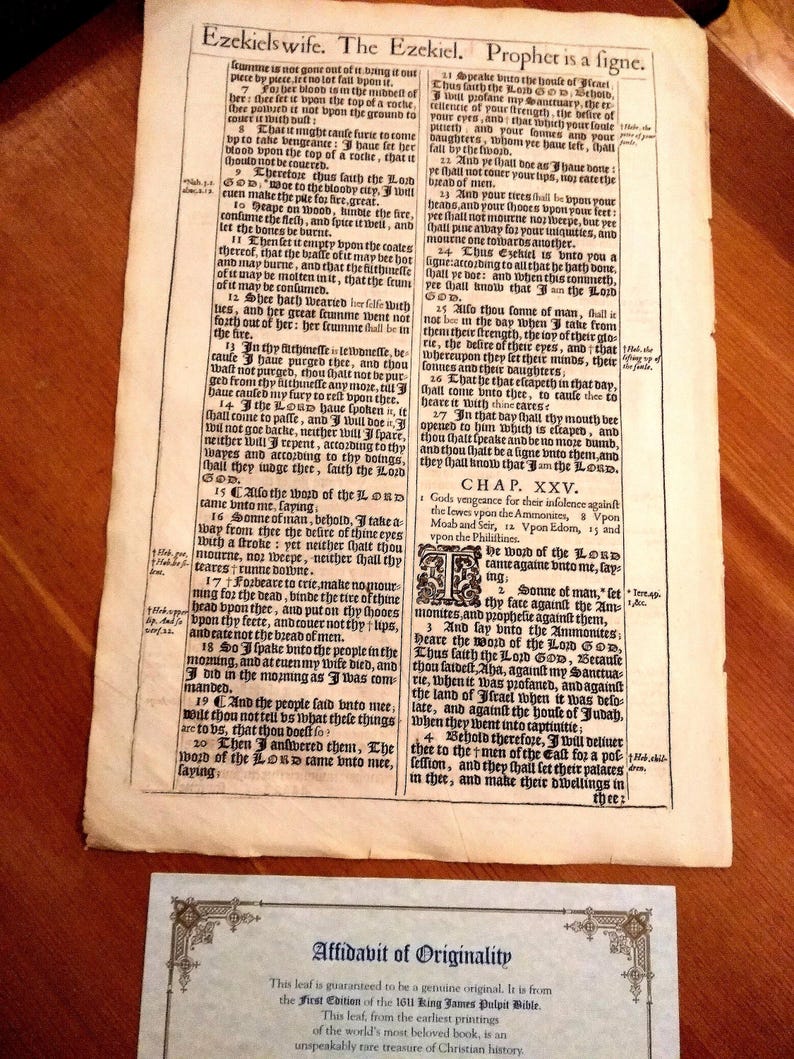 Ezekiels wife. The Ezekiel. Prophet is a signe.
scumme is not gone out of it, bring it out
piece by piece, let no lot fall vpon it.
7 For her blood is in the middest of
her: shee set it vpon the top of a rocke,
shee powred it not vpon the ground to
couer it with dust:
8 That it might cause furie to come
vp to take vengeance: I haue set her
blood vpon the top of a rocke, that it
should not be couered.
9 Therefore thus saith the Lord
GOD, *Woe to the bloody city, I will
euen make the pile for fire, great.
10 Heape on wood, kindle the fire,
consume the flesh, and spice it well, and
let the bones be burnt.
11 Then set it empty vpon the coales
thereof, that the brasse of it may bee hot
and may burne, and that the filthinesse
of it may be molten in it, that the scum
of it may be consumed.
12 Shee hath wearied her selfe with
lies, and her great scumme went not
forth out of her: her scumme shall be in
the fire.
13 In thy filthinesse is lewdnesse, be-
cause I haue purged thee, and thou
wast not purged, thou shalt not be pur-
ged from thy filthinesse any more, till I
haue caused my fury to rest vpon thee.
14 I the LORD haue spoken it, it
shall come to passe, and I will doe it, I
wil not goe backe, neither will I spare,
neither will I repent, according to thy
wayes and according to thy doings,
shall they iudge thee, saith the Lord
GOD.
15 ¶ Also the word of the LORD
came vnto me, saying;
16 Sonne of man, behold, I take a-
way from thee the desire of thine eyes
with a stroke: yet neither shalt thou
mourne, nor weepe, neither shall thy
teares † runne downe.
17 † Forbeare to crie, make no mour-
ning for the dead, binde the tire of thine
head vpon thee, and put on thy shooes
vpon thy feete, and couer not thy † lips,
and eate not the bread of men.
18 So I spake vnto the people in the
morning, and at euen my wife died, and
I did in the morning as I was com-
manded.
19 ¶ And the people said vnto mee;
Wilt thou not tell vs what these things
are to vs, that thou doest so?
20 Then I answered them, The
word of the LORD came vnto mee,
saying;
*Nah. 3.1.
abac. 2.12.
† Heb. goe,
† Heb. be si-
lent.
† Heb. upper
lip. And so
vers. 22.
21 Speake vnto the house of Israel,
Thus saith the Lord GOD; Behold,
I will profane my Sanctuary, the ex-
cellencie of your strength, the desire of
your eyes, and † that which your soule
pitieth; and your sonnes and your
daughters, whom yee haue left, shall
fall by the sword.
22 And ye shall doe as I haue done:
ye shall not couer your lips, nor eate the
bread of men.
23 And your tires shall be vpon your
heads, and your shooes vpon your feet:
yee shall not mourne nor weepe, but yee
shall pine away for your iniquities, and
mourne one towards another.
24 Thus Ezekiel is vnto you a
signe: according to all that he hath done,
shall ye doe: and when this commeth,
yee shall know that I am the Lord
GOD.
25 Also thou sonne of man, shall it
not bee in the day when I take from
them their strength, the ioy of their glo-
rie, the desire of their eyes, and † that
whereupon they set their minds, their
sonnes and their daughters;
26 That he that escapeth in that day,
shall come vnto thee, to cause thee to
heare it with thine eares?
27 In that day shall thy mouth bee
opened to him which is escaped, and
thou shalt speake and be no more dumb,
and thou shalt be a signe vnto them, and
they shall know that I am the LORD.
CHAP. XXV.
1 Gods vengeance for their insolence against
the Iewes vpon the Ammonites, 8 Vpon
Moab and Seir, 12 Vpon Edom, 15 and
vpon the Philistines.
The word of the LORD
came againe vnto me, say-
ing;
2 Sonne of man, * set
thy face against the Am-
monites, and prophesie against them,
3 And say vnto the Ammonites;
Heare the word of the Lord GOD,
Thus saith the Lord GOD, Because
thou saidest, Aha, against my Sanctua-
rie, when it was profaned, and against
the land of Israel when it was deso-
late, and against the house of Judah,
when they went into captiuitie;
4 Behold therefore, I will deliuer
thee to the † men of the East for a pos-
session, and they shall set their palaces
in thee, and make their dwellings in
thee:
† Heb. the
pitie of your
soule.
† Heb. the
lifting up of
the soule.
* Iere. 49.
1, &c.
† Heb. chil-
dren.
Affidavit of Originality
This leaf is guaranteed to be a genuine original. It is from
the First Edition of the 1611 King James Pulpit Bible.
This leaf, from the earliest printings
of the world's most beloved book, is an
unspeakably rare treasure of Christian history.